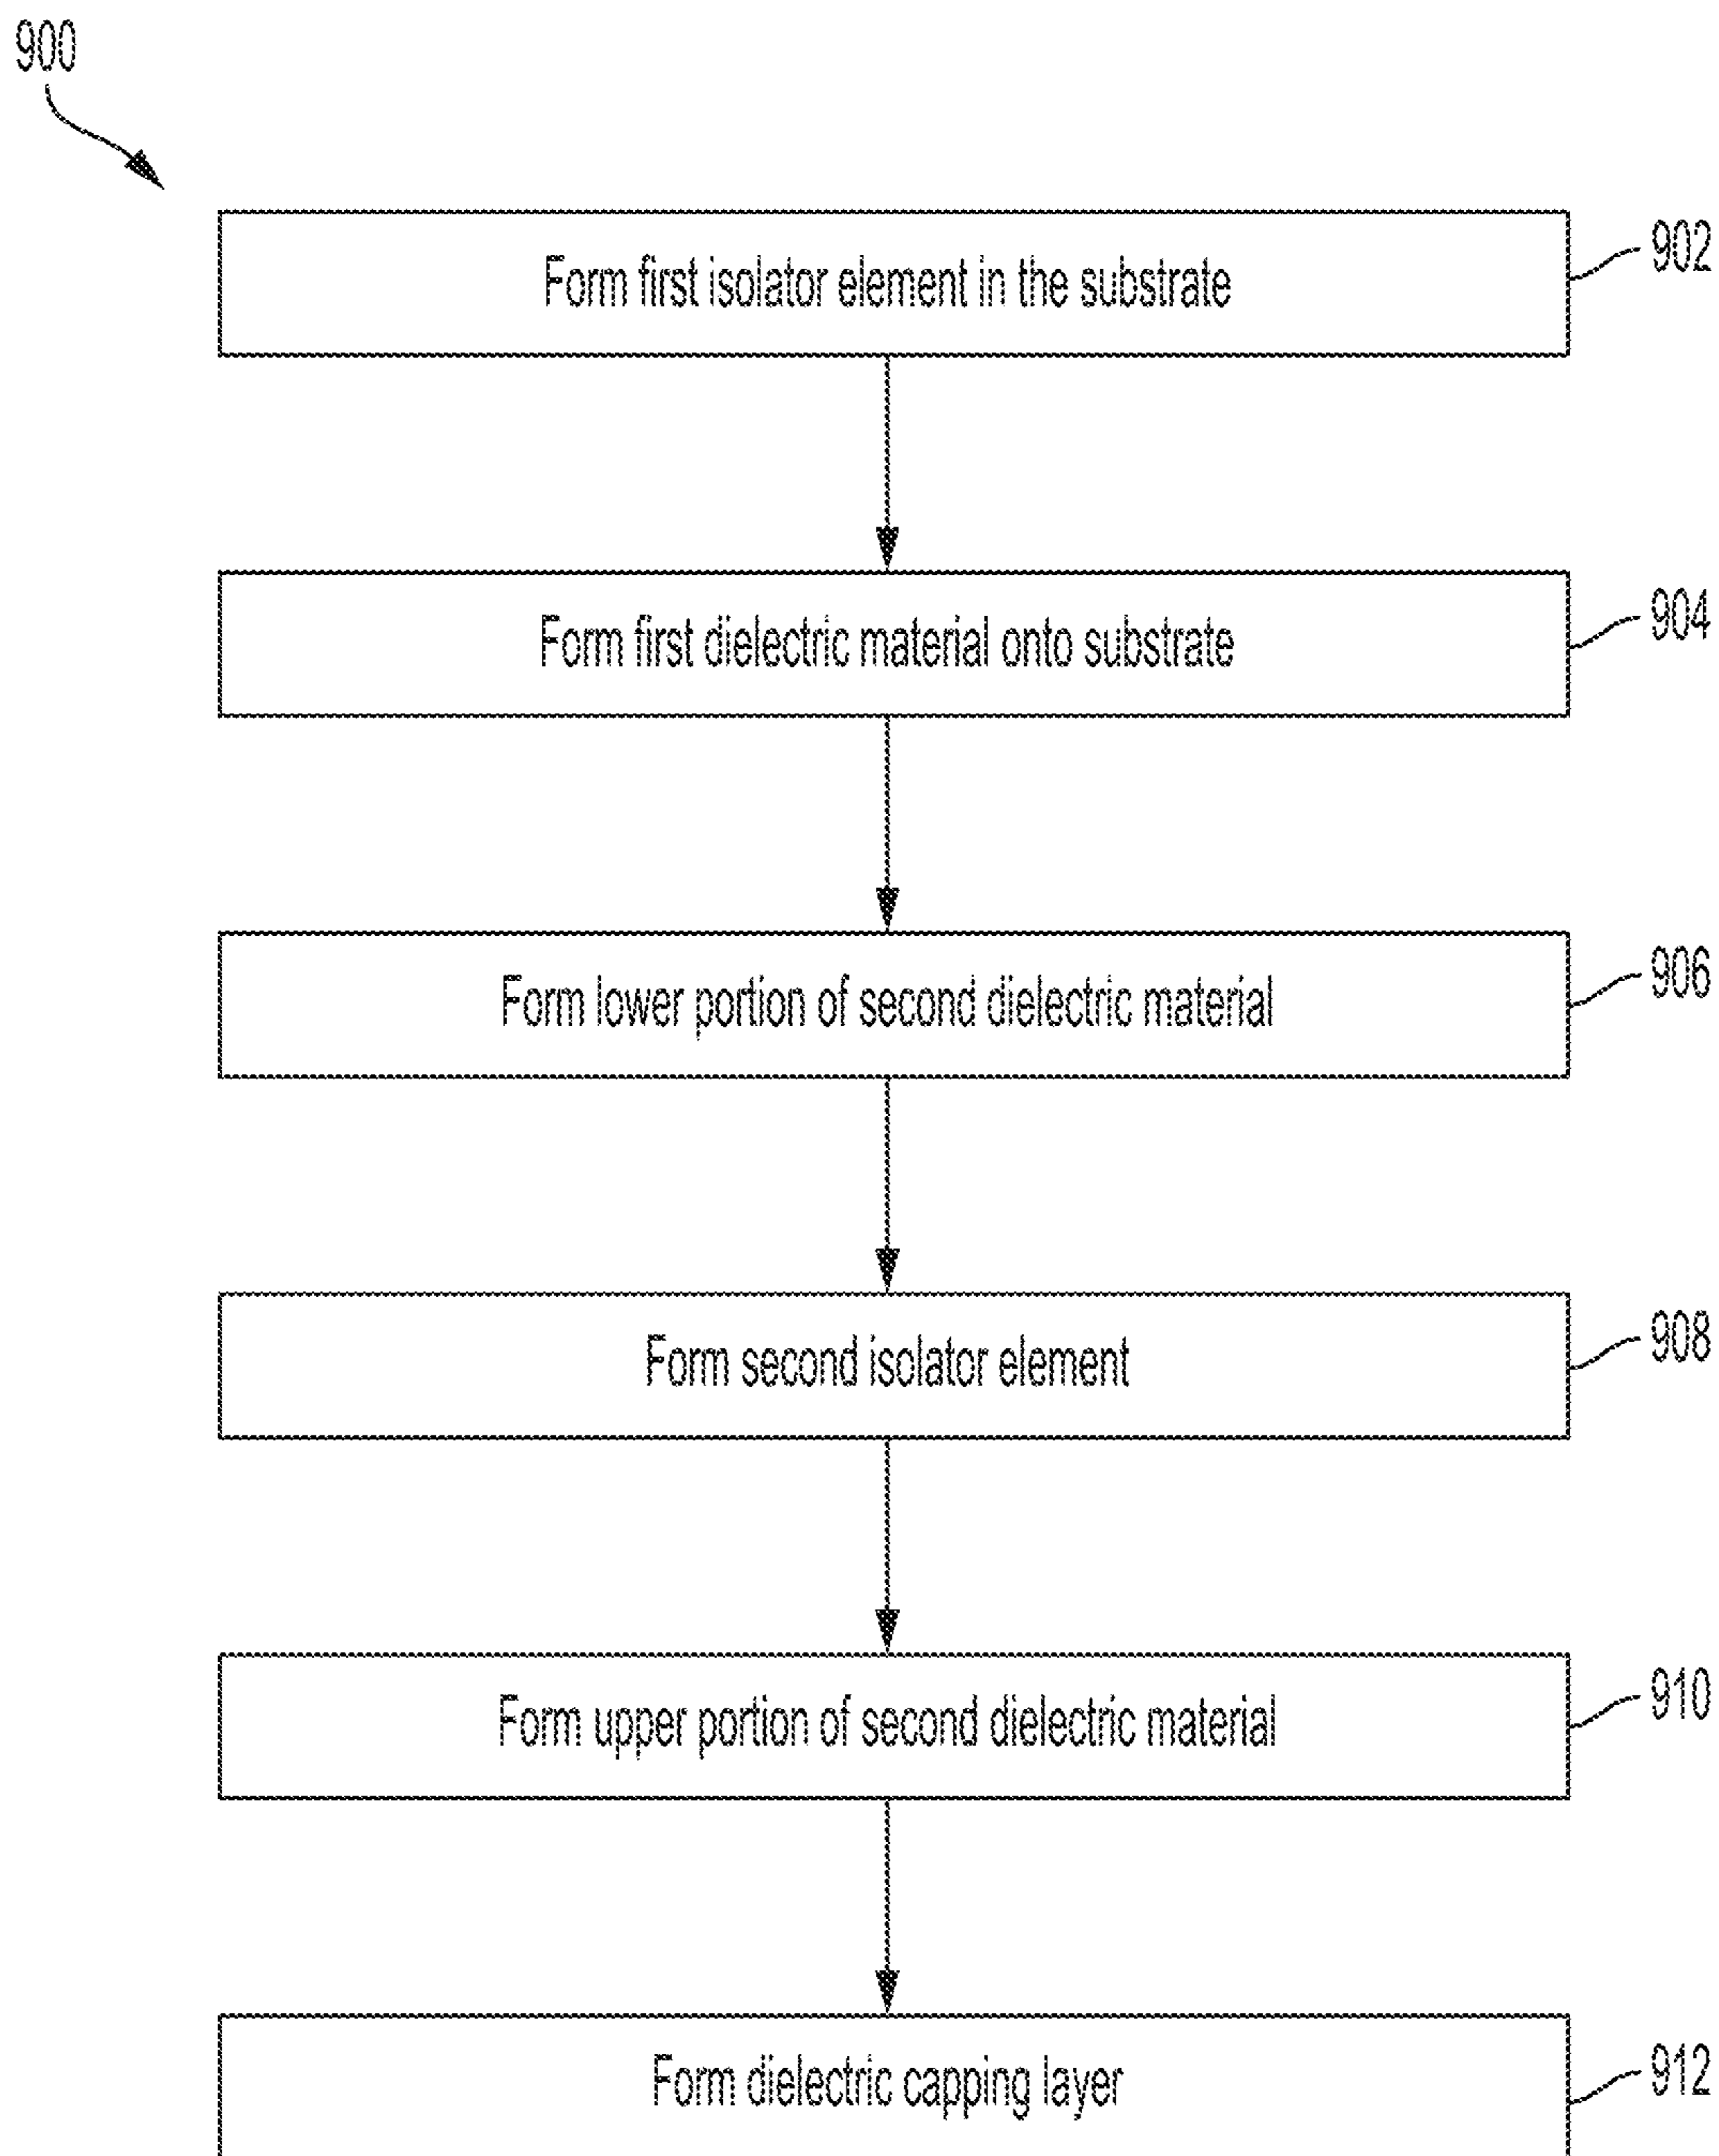 900
Form first isolator element in the substrate
902
Form first dielectric material onto substrate
904
Form lower portion of second dielectric material
906
Form second isolator element
908
Form upper portion of second dielectric material
910
Form dielectric capping layer
912